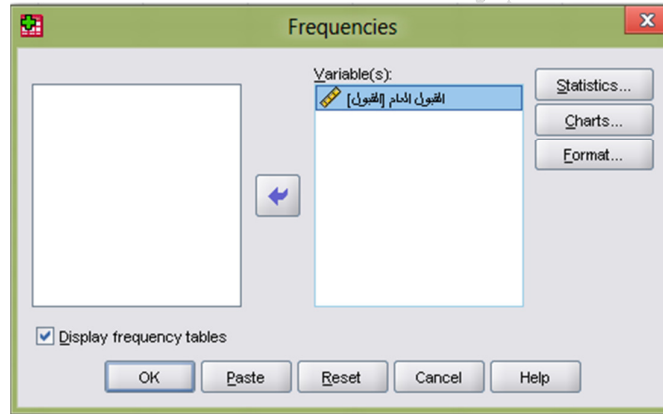 Frequencies
Variable(s):
القبول العام [القبول]
Statistics...
Charts...
Format...
Display frequency tables
OK
Paste
Reset
Cancel
Help